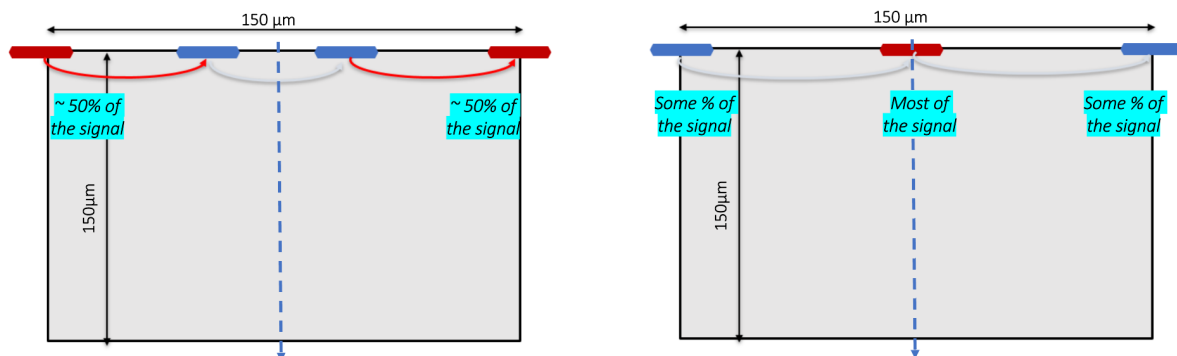 150 µm
~ 50% of
the signal
~ 50% of
the signal
150µm
150 µm
Some % of
the signal
Most of
the signal
Some % of
the signal
150µm